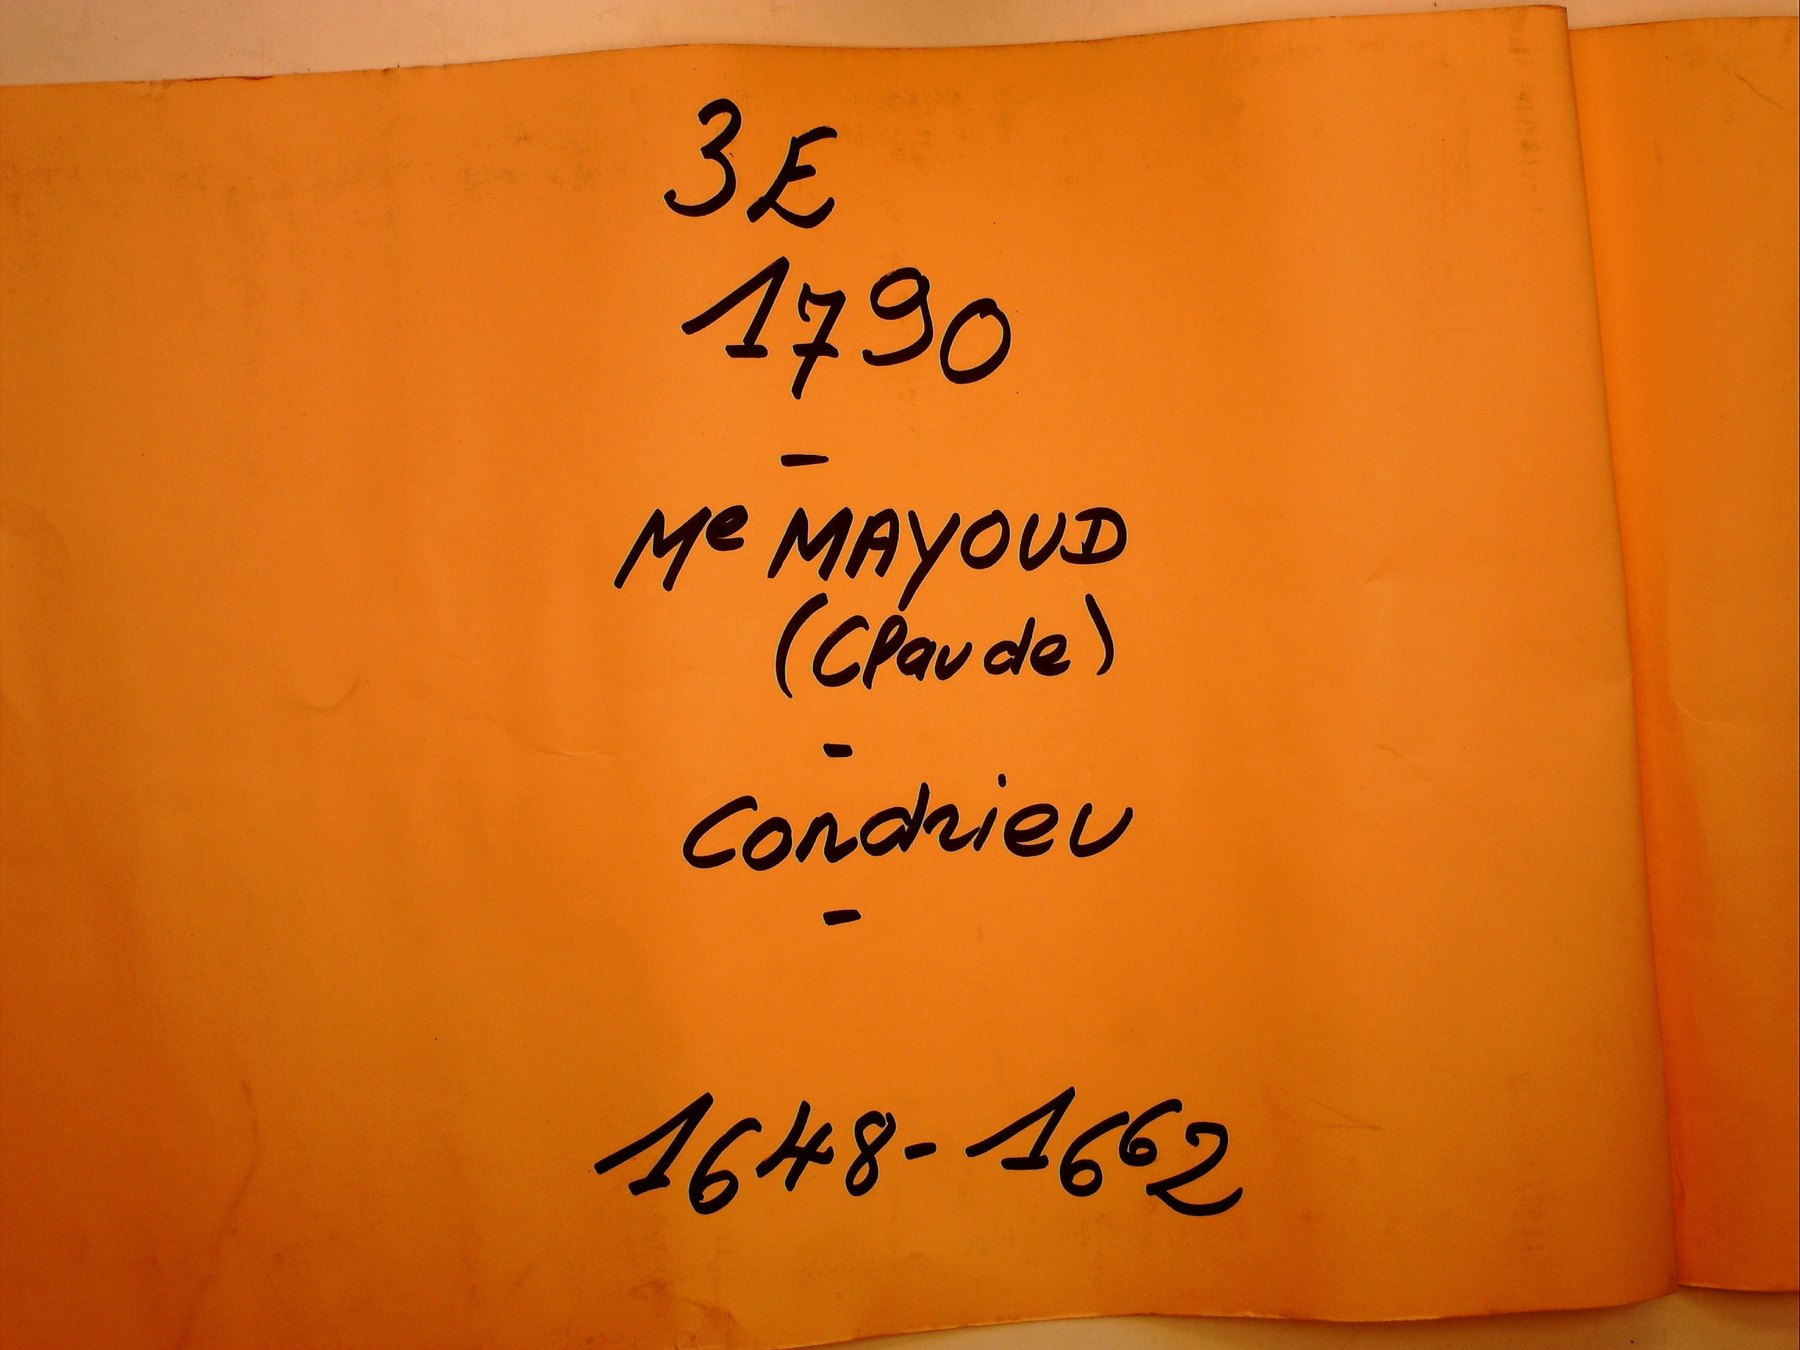 3E
1790
-
Me MAYOUD
(Claude)
-
Condrieu
-
1648-1662